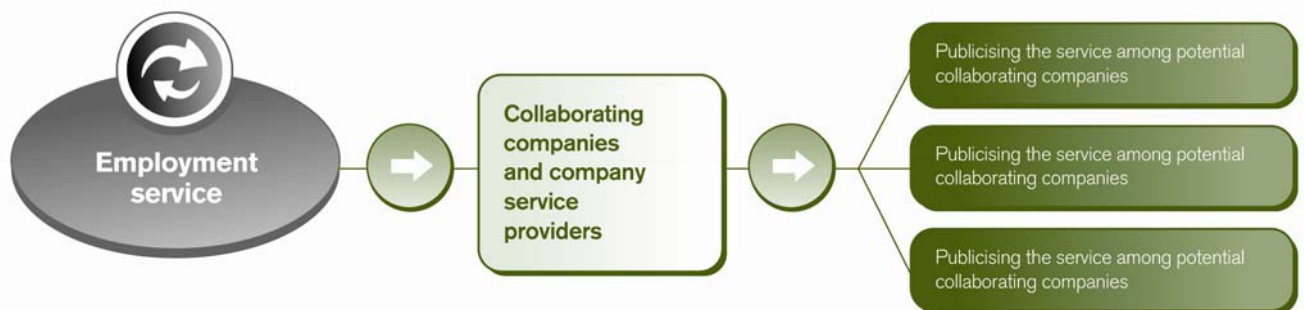 Employment
service
Collaborating
companies
and company
service
providers
Publicising the service among potential
collaborating companies
Publicising the service among potential
collaborating companies
Publicising the service among potential
collaborating companies